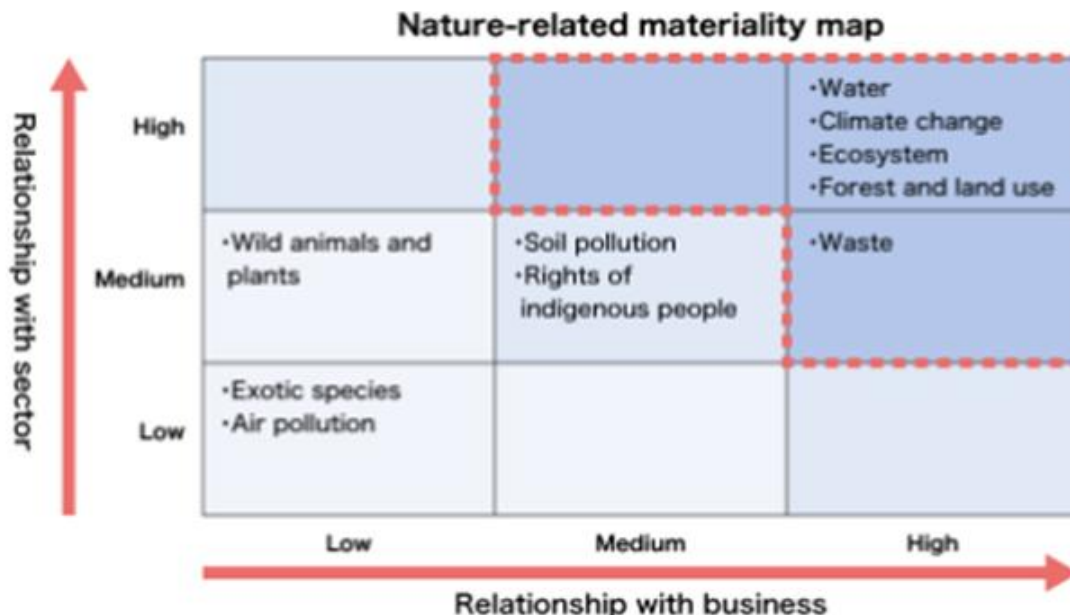 Nature-related materiality map
Relationship with sector
High
・Water
・Climate change
・Ecosystem
・Forest and land use
Medium
・Wild animals and
plants
・Soil pollution
・Rights of
indigenous people
・Waste
Low
・Exotic species
・Air pollution
Low
Medium
High
Relationship with business